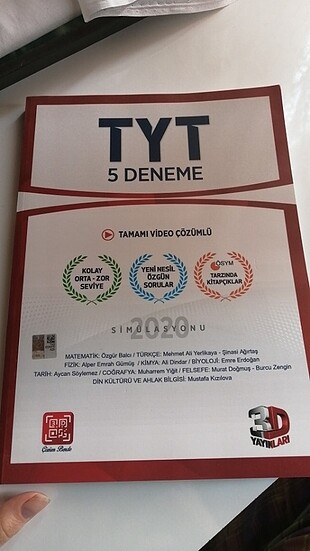 TYT
5 DENEME
TAMAMI VİDEO ÇÖZÜMLÜ
KOLAY
ORTA - ZOR
SEVİYE
YENİ NESİL
ÖZGÜN
SORULAR
ÖSYM
TARZINDA
KİTAPÇIKLAR
2020
SİMÜLASYONU
MATEMATİK: Özgür Balcı / TÜRKÇE: Mehmet Ali Yerlikaya - Şinasi Ağırtaş
FİZİK: Alper Emrah Gümüş / KİMYA: Ali Dindar / BİYOLOJİ: Emre Erdoğan
TARİH: Aycan Söylemez / COĞRAFYA: Muharrem Yiğit / FELSEFE: Murat Doğmuş - Burcu Zengin
DİN KÜLTÜRÜ VE AHLAK BİLGİSİ: Mustafa Kızılova
Çözüm Bende
3D
YAYINLARI